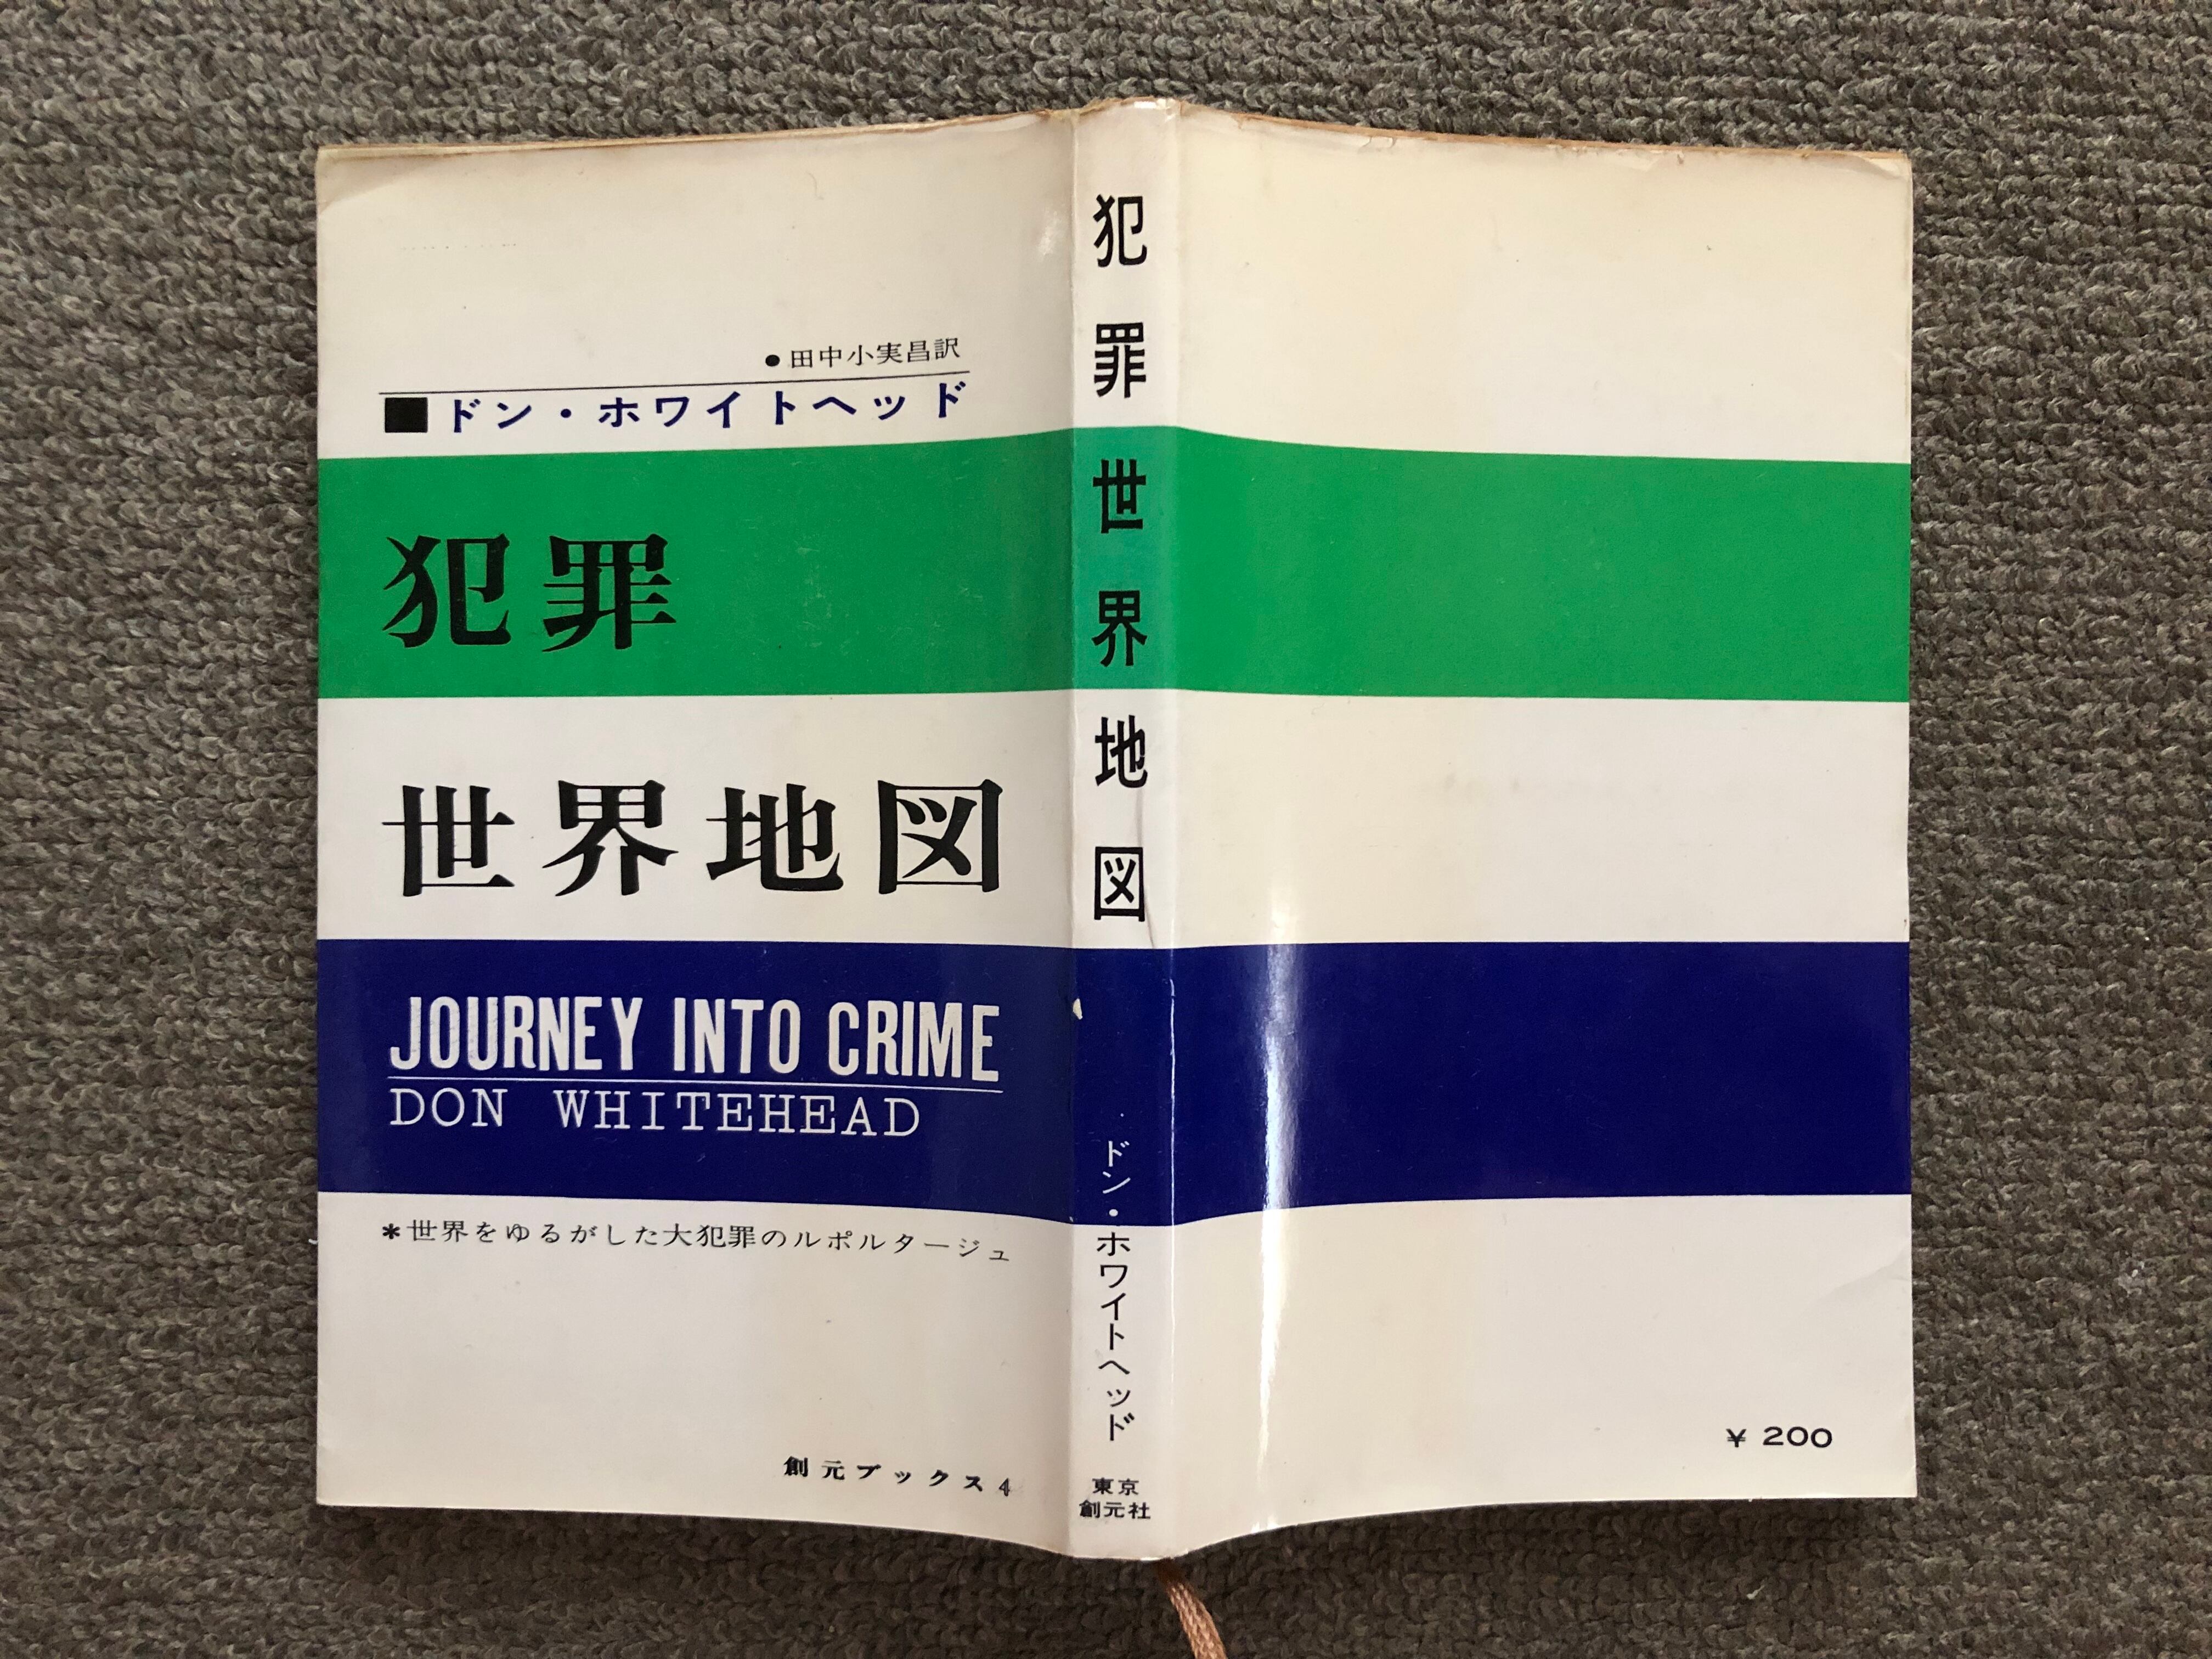 ●田中小実昌訳
■ドン・ホワイトヘッド
犯罪
世界地図
JOURNEY INTO CRIME
DON WHITEHEAD
*世界をゆるがした大犯罪のルポルタージュ
創元ブックス4
犯罪世界地図
ドン・ホワイトヘッド
東京
創元社
¥ 200